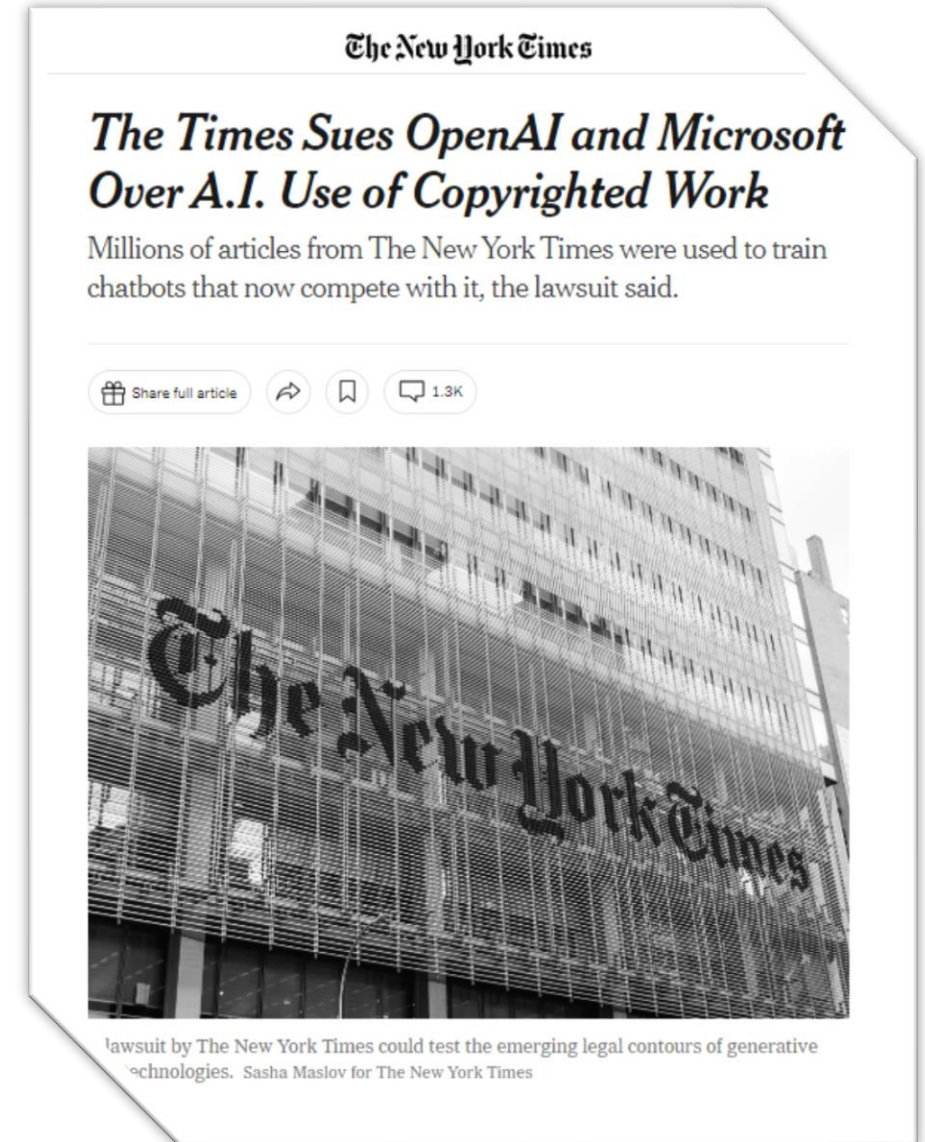 The New York Times
The Times Sues OpenAI and Microsoft
Over A.I. Use of Copyrighted Work
Millions of articles from The New York Times were used to train
chatbots that now compete with it, the lawsuit said.
Share full article
1.3K
The New York Times
lawsuit by The New York Times could test the emerging legal contours of generative
technologies. Sasha Maslov for The New York Times